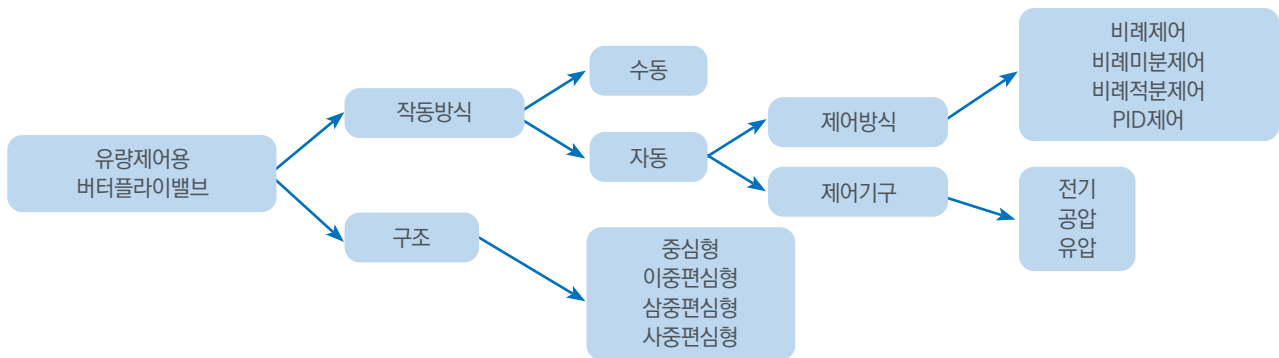 유량제어용
버터플라이밸브
작동방식
수동
자동
제어방식
비례제어
비례미분제어
비례적분제어
PID제어
제어기구
전기
공압
유압
구조
중심형
이중편심형
삼중편심형
사중편심형